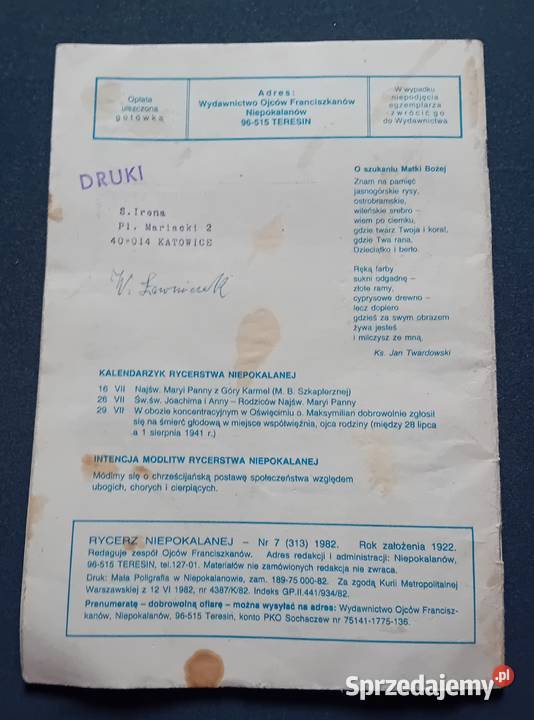 Opłata
uiszczona
gotówką
Adres:
Wydawnictwo Ojców Franciszkanów
Niepokalanów
96-515 TERESIN
W wypadku
niepodjęcia
egzemplarza
zwrócić go
do Wydawnictwa
DRUKI
S.Irena
Pl. Mariacki 2
40-014 KATOWICE
O szukaniu Matki Bożej
Znam na pamięć
jasnogórskie rysy,
ostrobramskie,
wileńskie srebro –
wiem po ciemku,
gdzie twarz Twoja i koral,
gdzie Twa rana,
Dzieciątko i berło.
Ręką farby
sukni odgadnę –
złote ramy,
cyprysowe drewno –
lecz dopiero
gdzieś za swym obrazem
żywa jesteś
i milczysz ze mną.
Ks. Jan Twardowski
KALENDARZYK RYCERSTWA NIEPOKALANEJ
16 VII Najśw. Maryi Panny z Góry Karmel (M. B. Szkaplerznej)
26 VII Św.św. Joachima i Anny – Rodziców Najśw. Maryi Panny
29 VII W obozie koncentracyjnym w Oświęcimiu o. Maksymilian dobrowolnie zgłosił
się na śmierć głodową w miejsce współwięźnia, ojca rodziny (między 28 lipca
a 1 sierpnia 1941 r.)
INTENCJA MODLITW RYCERSTWA NIEPOKALANEJ
Módlmy się o chrześcijańską postawę społeczeństwa względem
ubogich, chorych i cierpiących.
RYCERZ NIEPOKALANEJ – Nr 7 (313) 1982. Rok założenia 1922.
Redaguje zespół Ojców Franciszkanów. Adres redakcji i administracji: Niepokalanów,
96-515 TERESIN, tel.127-01. Materiałów nie zamówionych redakcja nie zwraca.
Druk: Mała Poligrafia w Niepokalanowie, zam. 189-75 000-82. Za zgodą Kurii Metropolitalnej
Warszawskiej z 12 VI 1982, nr 4387/K/82. Indeks GP.II.441/934/82.
Prenumeratę – dobrowolną ofiarę – można wysyłać na adres: Wydawnictwo Ojców Francisz-
kanów, Niepokalanów, 96-515 Teresin, konto PKO Sochaczew nr 75141-1775-136.
Sprzedajemy.pl